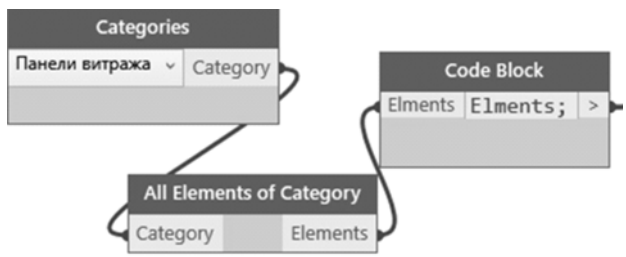 Categories
Панели витража Category
Code Block
Elments Elments; >
All Elements of Category
Category Elements